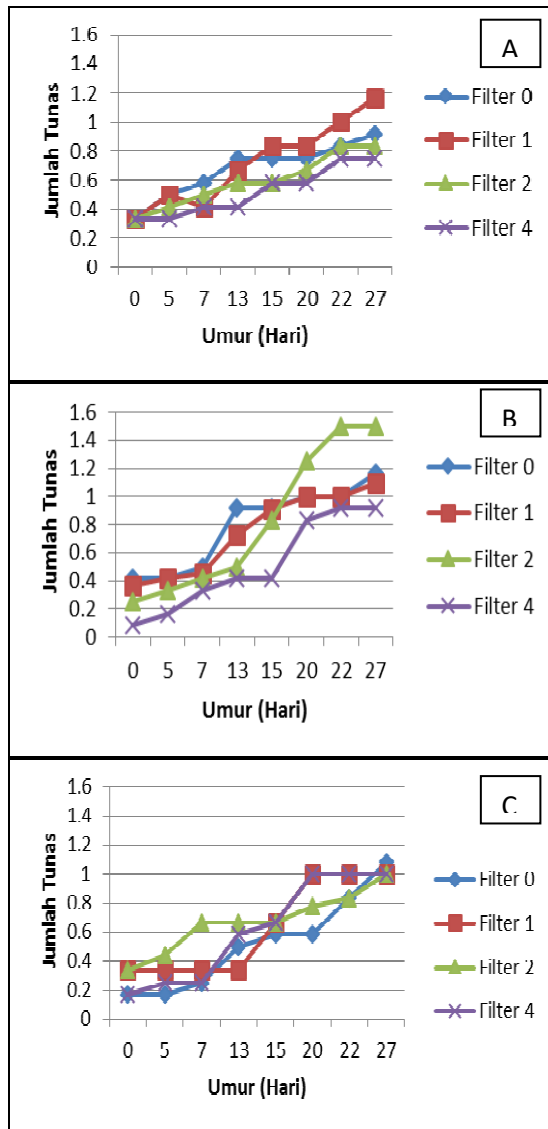 A
1.6
1.4
1.2
1
0.8
0.6
0.4
0.2
0
Jumlah Tunas
0 5 7 13 15 20 22 27
Umur (Hari)
Filter 0
Filter 1
Filter 2
Filter 4
B
1.6
1.4
1.2
1
0.8
0.6
0.4
0.2
0
Jumlah Tunas
0 5 7 13 15 20 22 27
Umur (Hari)
Filter 0
Filter 1
Filter 2
Filter 4
C
1.6
1.4
1.2
1
0.8
0.6
0.4
0.2
0
Jumlah Tunas
0 5 7 13 15 20 22 27
Umur (Hari)
Filter 0
Filter 1
Filter 2
Filter 4